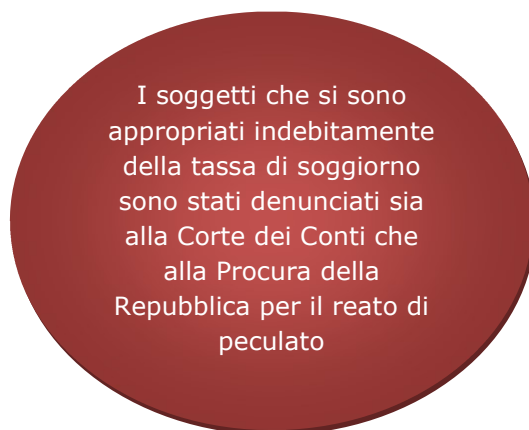 I soggetti che si sono
appropriati indebitamente
della tassa di soggiorno
sono stati denunciati sia
alla Corte dei Conti che
alla Procura della
Repubblica per il reato di
peculato